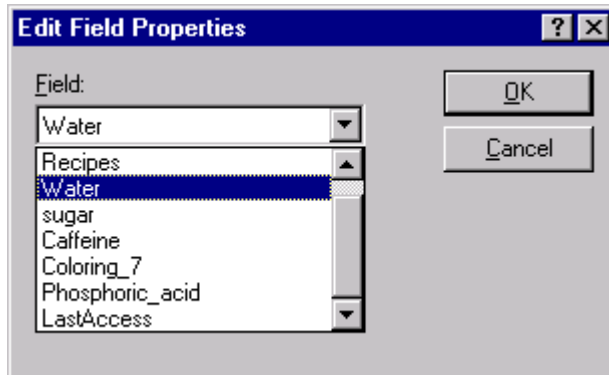 Edit Field Properties
Field:
OK
Water
Cancel
Recipes
Water
sugar
Caffeine
Coloring_7
Phosphoric_acid
LastAccess